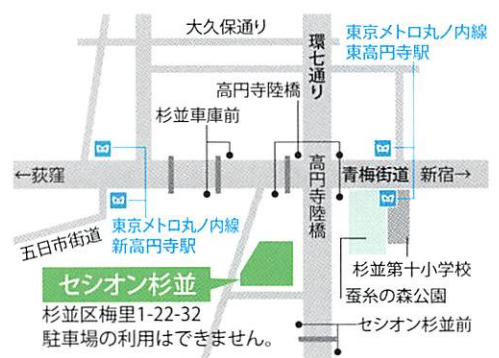 大久保通り
環七通り
東京メトロ丸ノ内線
東高円寺駅
高円寺陸橋
杉並車庫前
←荻窪
高円寺陸橋
青梅街道
新宿→
五日市街道
東京メトロ丸ノ内線
新高円寺駅
セシオン杉並
杉並区梅里1-22-32
駐車場の利用はできません。
杉並第十小学校
蚕糸の森公園
セシオン杉並前